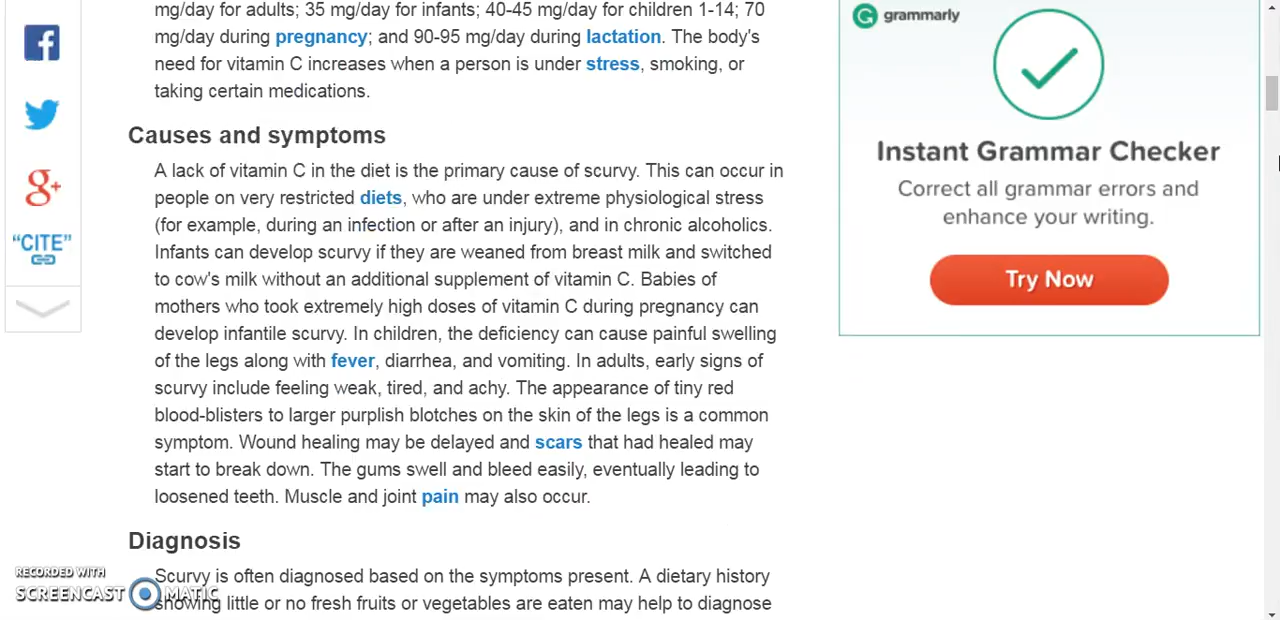 mg/day for adults; 35 mg/day for infants; 40-45 mg/day for children 1-14; 70
mg/day during pregnancy; and 90-95 mg/day during lactation. The body's
need for vitamin C increases when a person is under stress, smoking, or
taking certain medications.
Causes and symptoms
A lack of vitamin C in the diet is the primary cause of scurvy. This can occur in
people on very restricted diets, who are under extreme physiological stress
(for example, during an infection or after an injury), and in chronic alcoholics.
Infants can develop scurvy if they are weaned from breast milk and switched
to cow's milk without an additional supplement of vitamin C. Babies of
mothers who took extremely high doses of vitamin C during pregnancy can
develop infantile scurvy. In children, the deficiency can cause painful swelling
of the legs along with fever, diarrhea, and vomiting. In adults, early signs of
scurvy include feeling weak, tired, and achy. The appearance of tiny red
blood-blisters to larger purplish blotches on the skin of the legs is a common
symptom. Wound healing may be delayed and scars that had healed may
start to break down. The gums swell and bleed easily, eventually leading to
loosened teeth. Muscle and joint pain may also occur.
Diagnosis
Scurvy is often diagnosed based on the symptoms present. A dietary history
showing little or no fresh fruits or vegetables are eaten may help to diagnose
f
g+
"CITE"
G grammarly
Instant Grammar Checker
Correct all grammar errors and
enhance your writing.
Try Now
RECORDED WITH
SCREENCAST MATIC